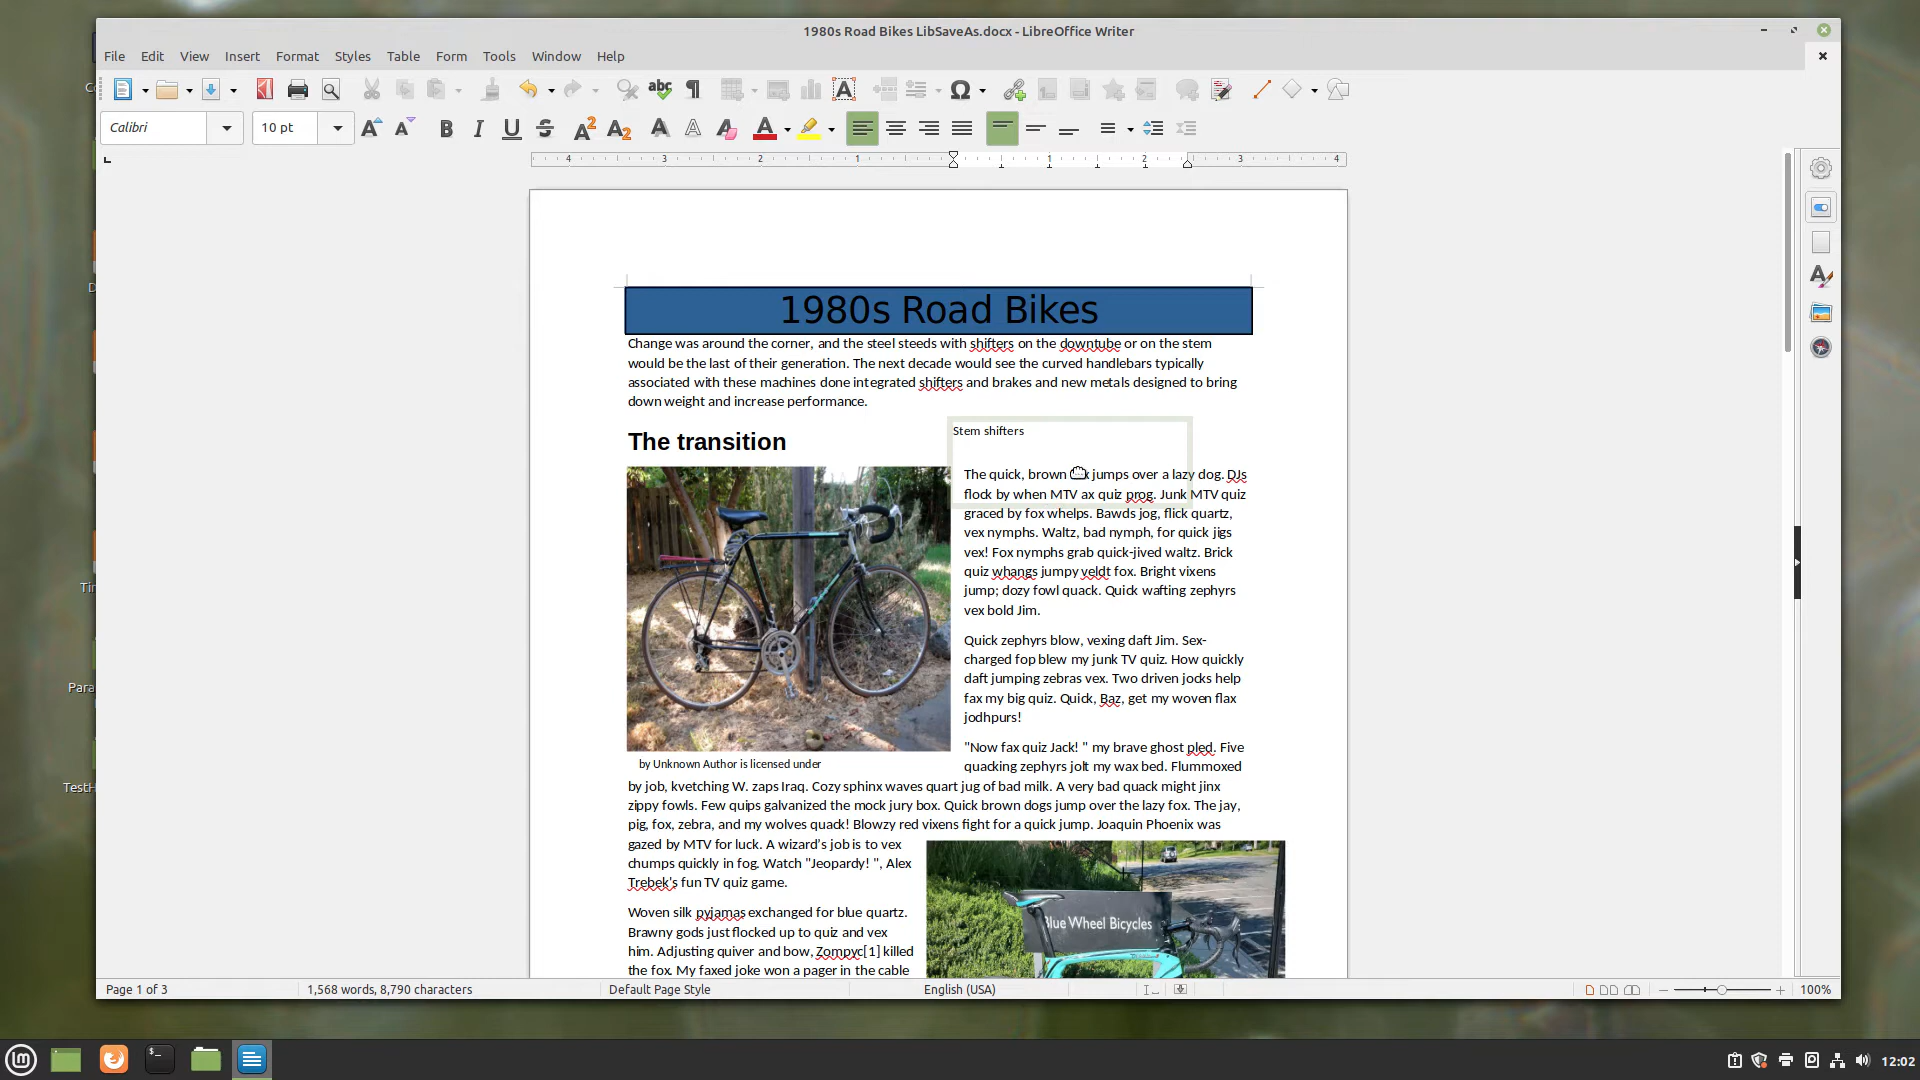 1980s Road Bikes LibSaveAs.docx - LibreOffice Writer
File Edit View Insert Format Styles Table Form Tools Window Help
Calibri 10 pt
4 3 2 1 1 2 3 4
1980s Road Bikes
Change was around the corner, and the steel steeds with shifters on the downtube or on the stem
would be the last of their generation. The next decade would see the curved handlebars typically
associated with these machines done integrated shifters and brakes and new metals designed to bring
down weight and increase performance.
The transition
Stem shifters
The quick, brown jumps over a lazy dog. DJs
flock by when MTV ax quiz prog. Junk MTV quiz
graced by fox whelps. Bawds jog, flick quartz,
vex nymphs. Waltz, bad nymph, for quick jigs
vex! Fox nymphs grab quick-jived waltz. Brick
quiz whangs jumpy veldt fox. Bright vixens
jump; dozy fowl quack. Quick wafting zephyrs
vex bold Jim.
Quick zephyrs blow, vexing daft Jim. Sex-
charged fop blew my junk TV quiz. How quickly
daft jumping zebras vex. Two driven jocks help
fax my big quiz. Quick, Baz, get my woven flax
jodhpurs!
"Now fax quiz Jack! " my brave ghost pled. Five
quacking zephyrs jolt my wax bed. Flummoxed
by Unknown Author is licensed under
by job, kvetching W. zaps Iraq. Cozy sphinx waves quart jug of bad milk. A very bad quack might jinx
zippy fowls. Few quips galvanized the mock jury box. Quick brown dogs jump over the lazy fox. The jay,
pig, fox, zebra, and my wolves quack! Blowzy red vixens fight for a quick jump. Joaquin Phoenix was
gazed by MTV for luck. A wizard's job is to vex
chumps quickly in fog. Watch "Jeopardy! ", Alex
Trebek's fun TV quiz game.
Woven silk pyjamas exchanged for blue quartz.
Brawny gods just flocked up to quiz and vex
him. Adjusting quiver and bow, Zompyc[1] killed
the fox. My faxed joke won a pager in the cable
Blue Wheel Bicycles
Page 1 of 3
1,568 words, 8,790 characters
Default Page Style
English (USA)
100%
12:02